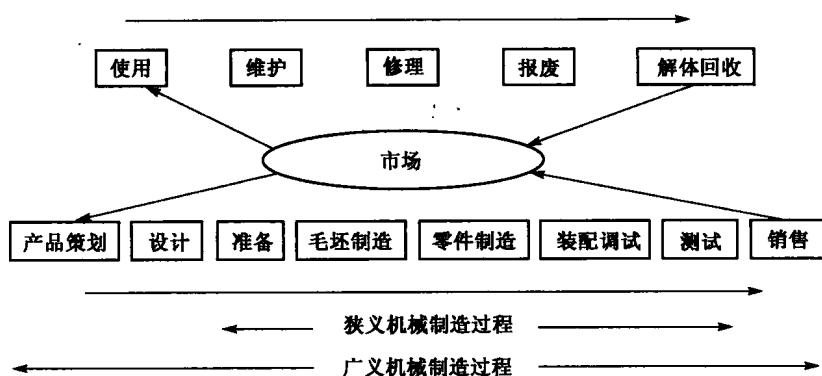 使用 维护 修理 报废 解体回收
市场
产品策划 设计 准备 毛坯制造 零件制造 装配调试 测试 销售
狭义机械制造过程
广义机械制造过程